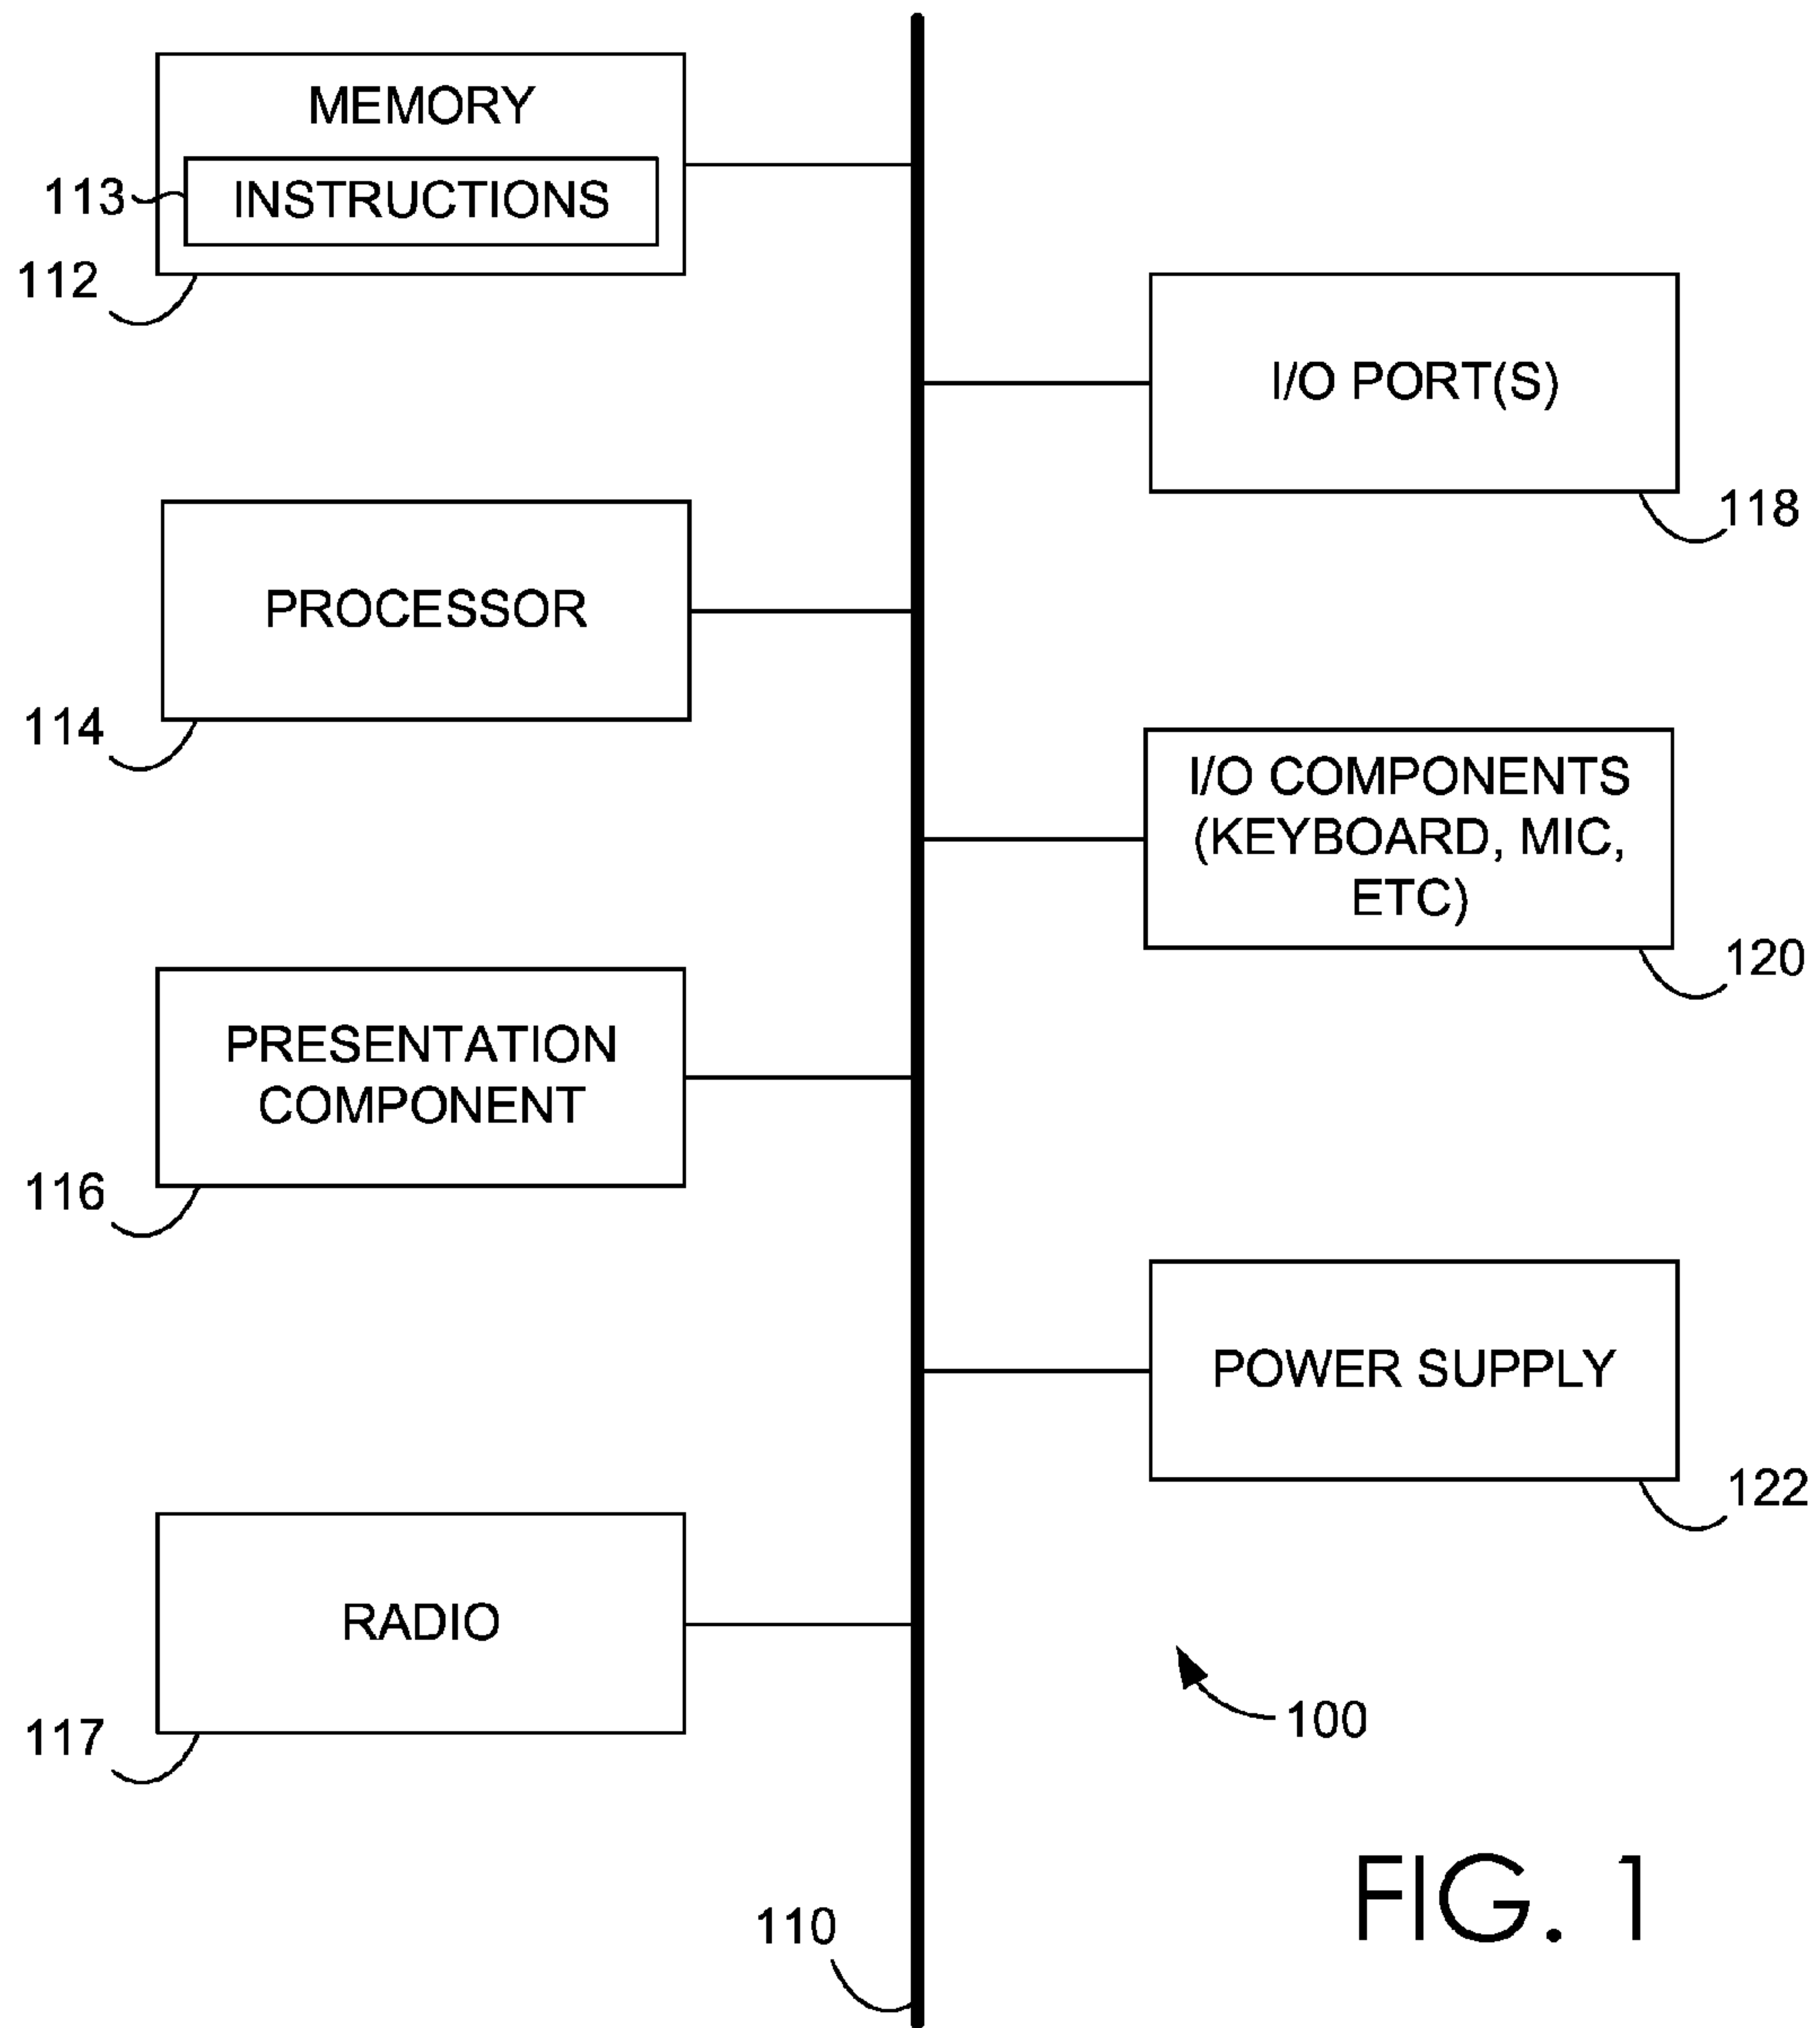 MEMORY
113
INSTRUCTIONS
112
I/O PORT(S)
118
PROCESSOR
114
I/O COMPONENTS
(KEYBOARD, MIC,
ETC)
120
PRESENTATION
COMPONENT
116
POWER SUPPLY
122
RADIO
117
100
110
FIG. 1